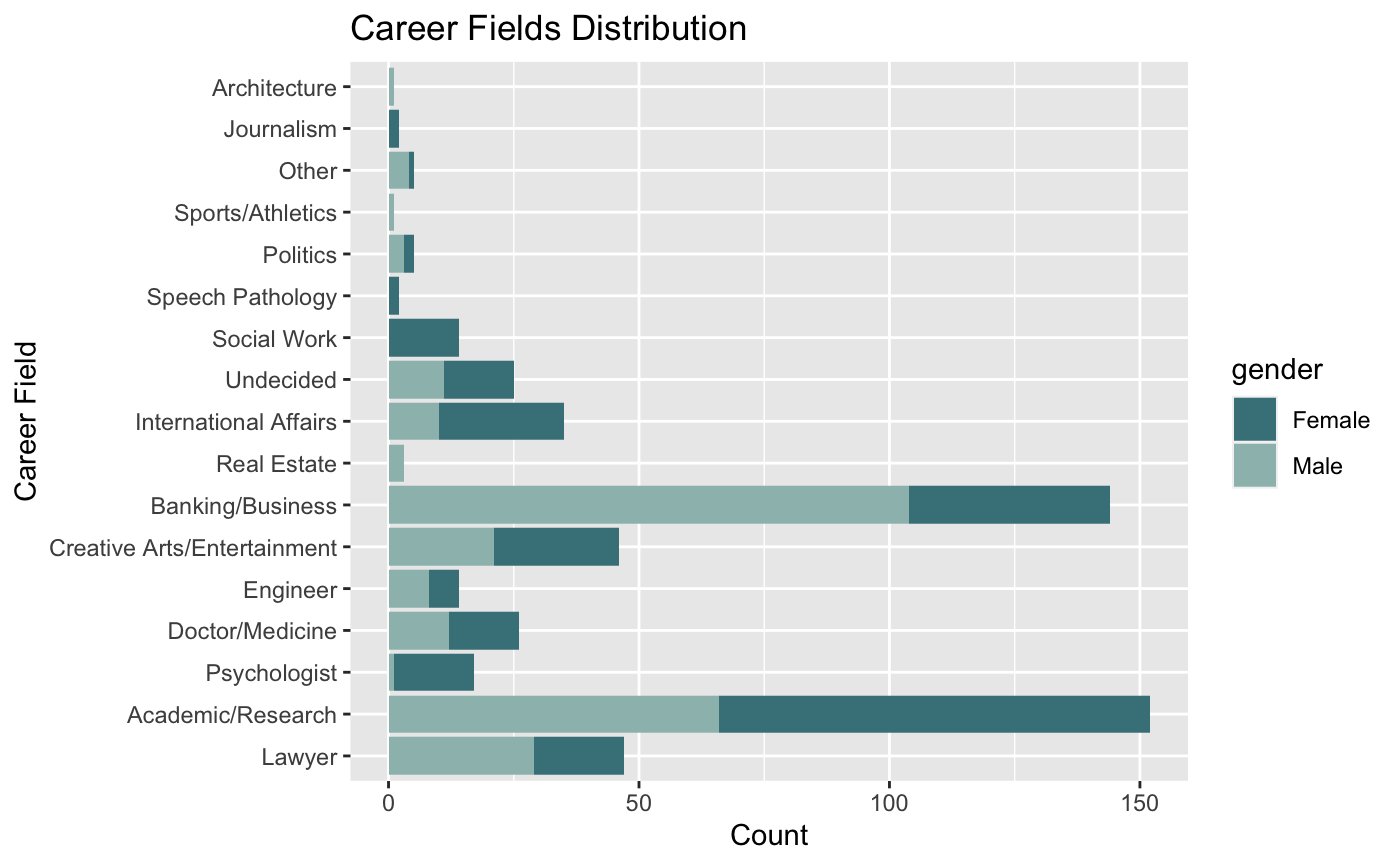 Career Fields Distribution
Architecture
Journalism
Other
Sports/Athletics
Politics
Speech Pathology
Social Work
Undecided
International Affairs
Real Estate
Banking/Business
Creative Arts/Entertainment
Engineer
Doctor/Medicine
Psychologist
Academic/Research
Lawyer
Career Field
0 50 100 150
Count
gender
Female
Male